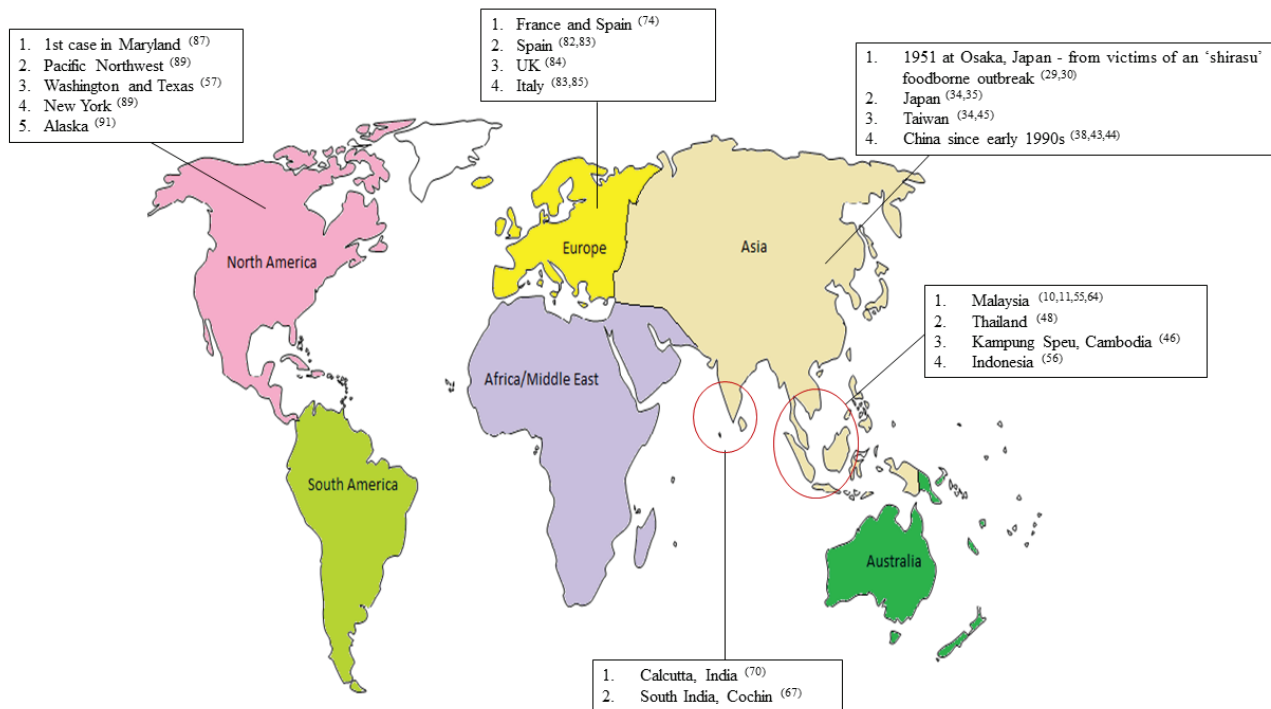 1. 1st case in Maryland (87)
2. Pacific Northwest (89)
3. Washington and Texas (57)
4. New York (89)
5. Alaska (91)
1. France and Spain (74)
2. Spain (82,83)
3. UK (84)
4. Italy (83,85)
1. 1951 at Osaka, Japan - from victims of an ‘shirasu’
foodborne outbreak (29,30)
2. Japan (34,35)
3. Taiwan (34,45)
4. China since early 1990s (38,43,44)
North America
Europe
Asia
1. Malaysia (10,11,55,64)
2. Thailand (48)
3. Kampung Speu, Cambodia (46)
4. Indonesia (56)
Africa/Middle East
South America
Australia
1. Calcutta, India (70)
2. South India, Cochin (67)